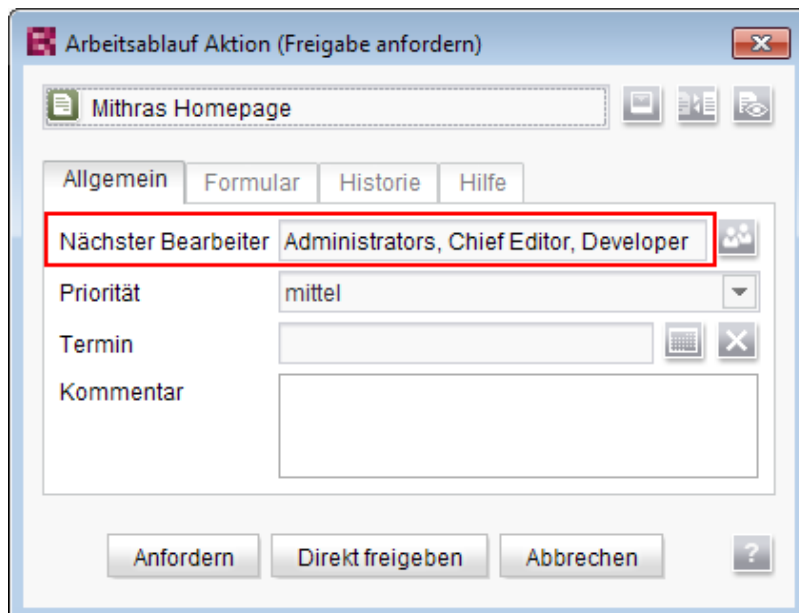 Arbeitsablauf Aktion (Freigabe anfordern)
Mithras Homepage
Allgemein Formular Historie Hilfe
Nächster Bearbeiter Administrators, Chief Editor, Developer
Priorität mittel
Termin
Kommentar
Anfordern Direkt freigeben Abbrechen ?